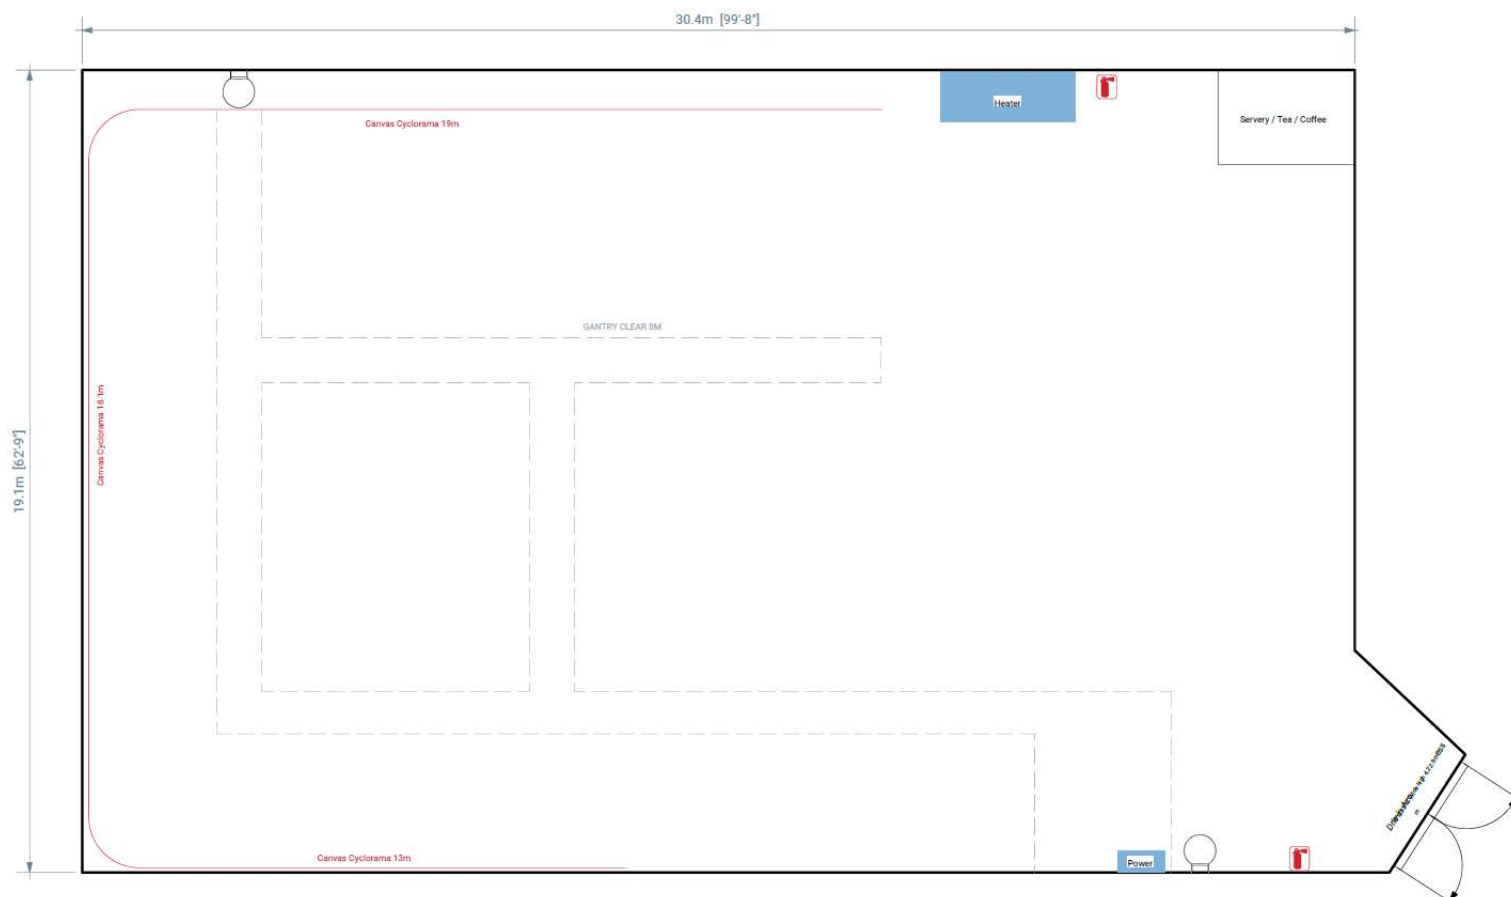 30.4m [99'-8"]
Heater
Servery / Tea / Coffee
Canvas Cyclorama 19m
GANTRY CLEAR 8M
Canvas Cyclorama 18.1m
19.1m [62'-9"]
Canvas Cyclorama 13m
Power